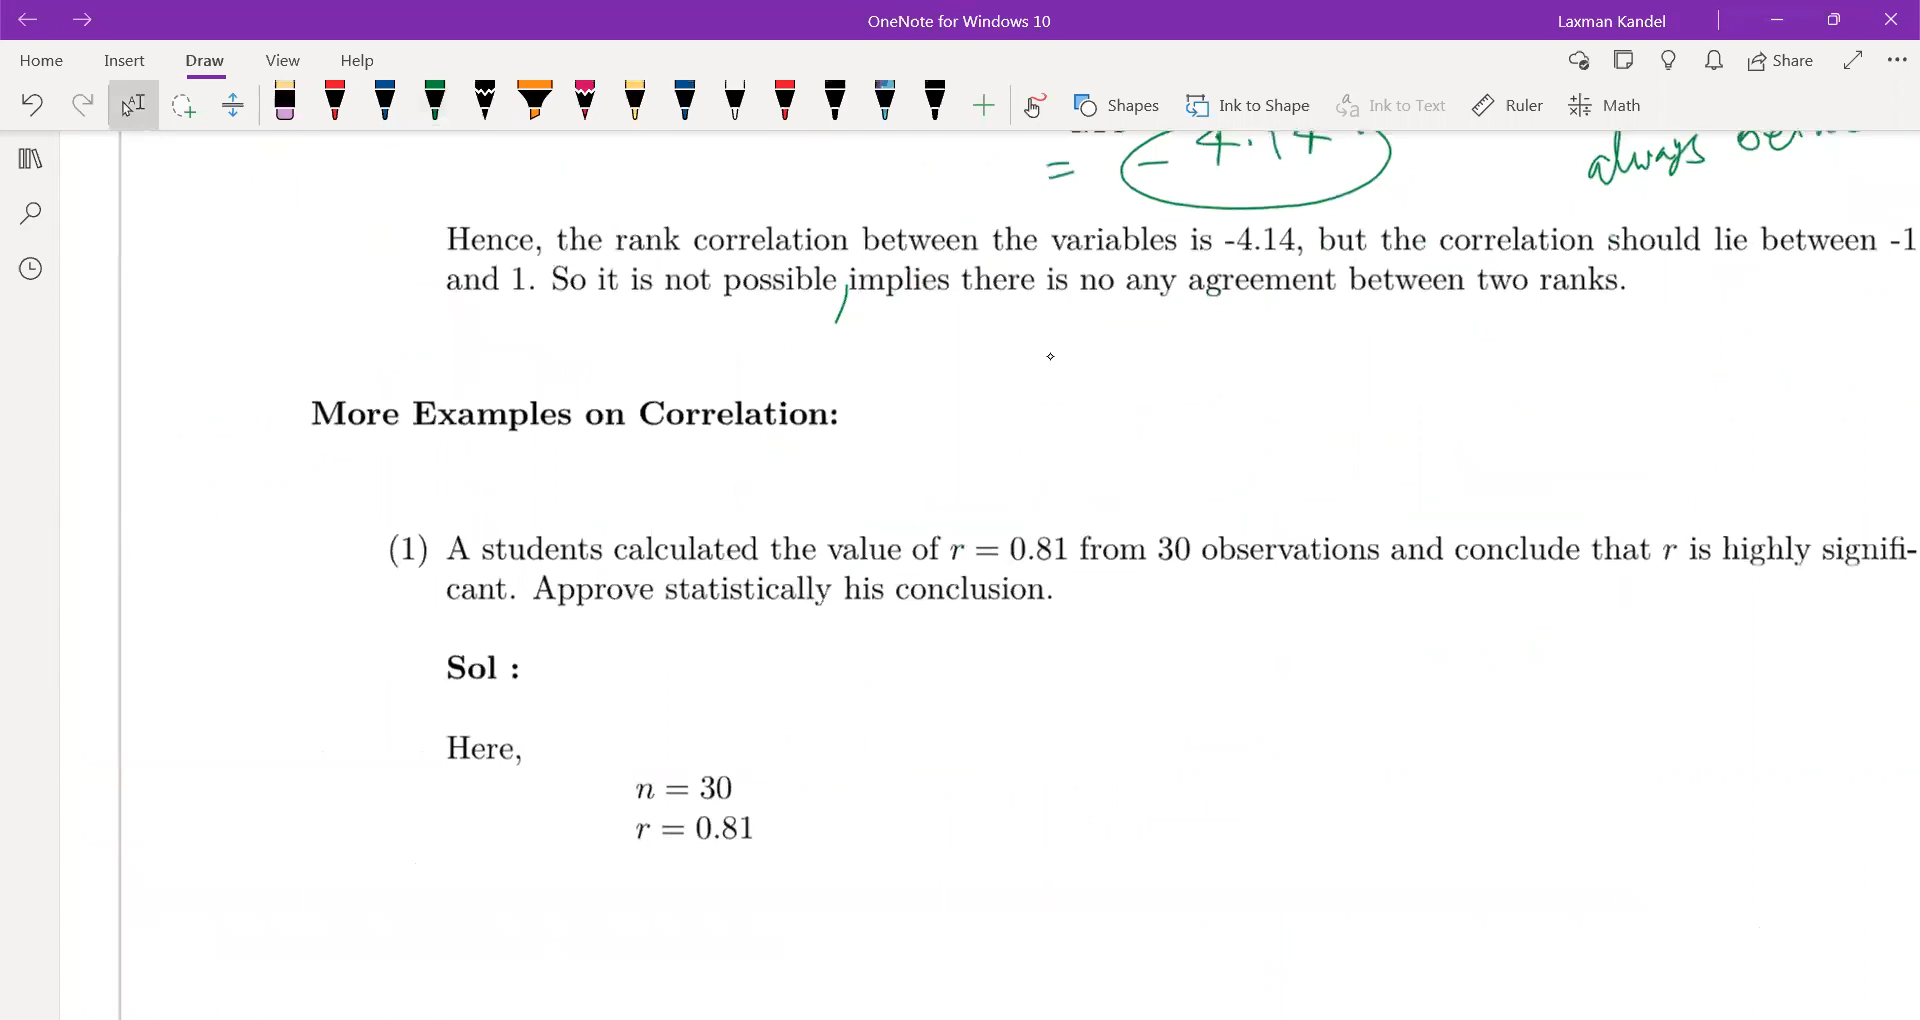 OneNote for Windows 10
Laxman Kandel
Home Insert Draw View Help
Share
Shapes Ink to Shape Ink to Text Ruler Math
= - 4.14
always
Hence, the rank correlation between the variables is -4.14, but the correlation should lie between -1
and 1. So it is not possible, implies there is no any agreement between two ranks.
More Examples on Correlation:
(1) A students calculated the value of r = 0.81 from 30 observations and conclude that r is highly signifi-
cant. Approve statistically his conclusion.
Sol :
Here,
n = 30
r = 0.81